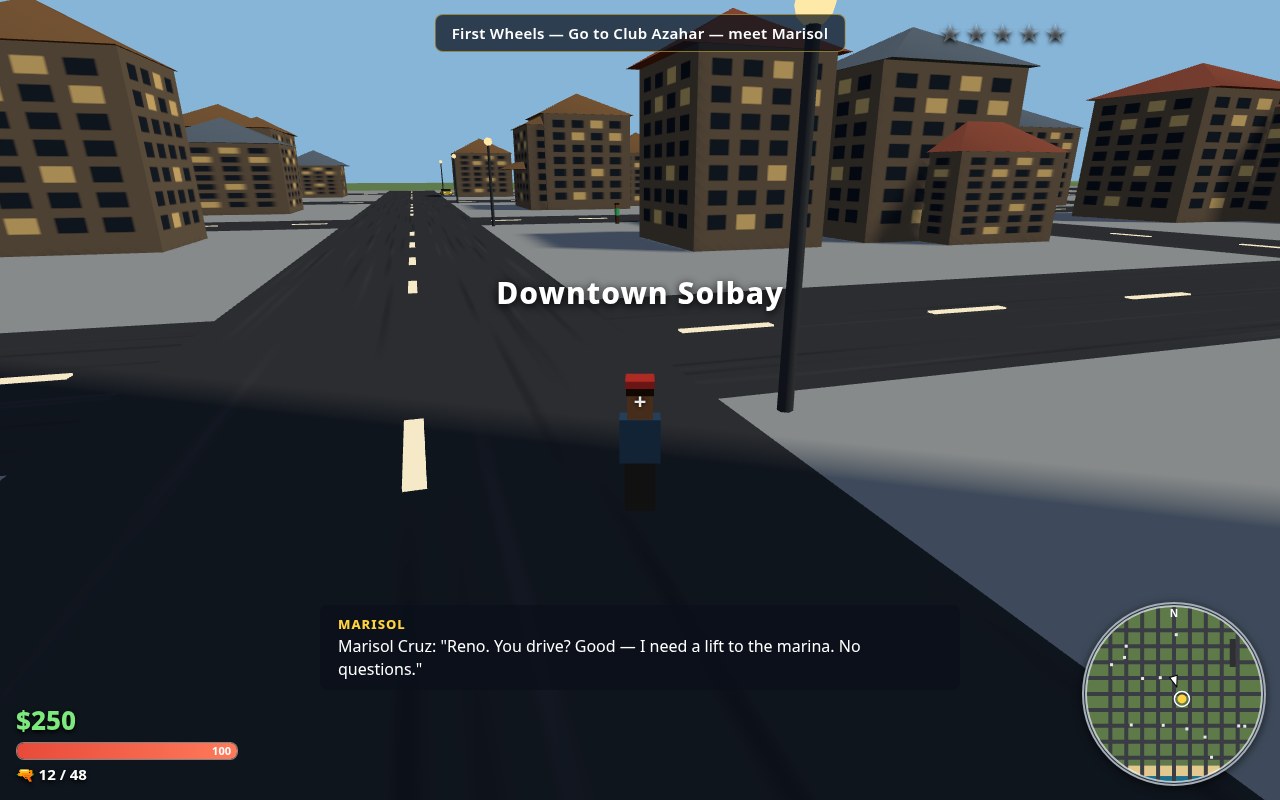 First Wheels — Go to Club Azahar — meet Marisol
Downtown Solbay
MARISOL
Marisol Cruz: "Reno. You drive? Good — I need a lift to the marina. No
questions."
N
$250
100
12 / 48